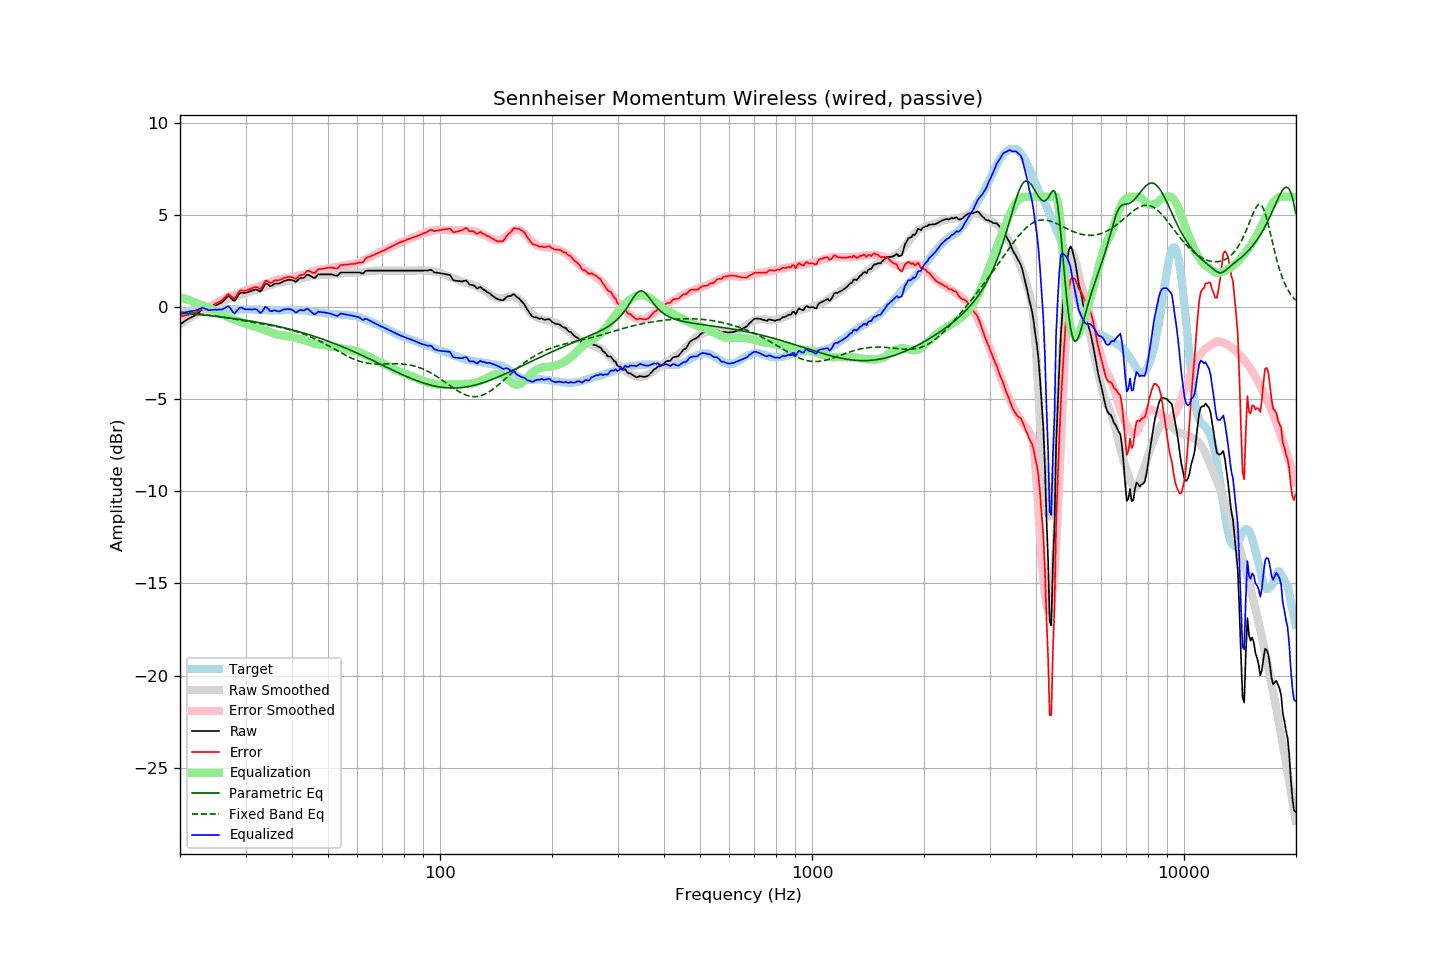 Sennheiser Momentum Wireless (wired, passive)
10
5
0
−5
−10
−15
−20
−25
Amplitude (dBr)
Target
Raw Smoothed
Error Smoothed
Raw
Error
Equalization
Parametric Eq
Fixed Band Eq
Equalized
100 1000 10000
Frequency (Hz)